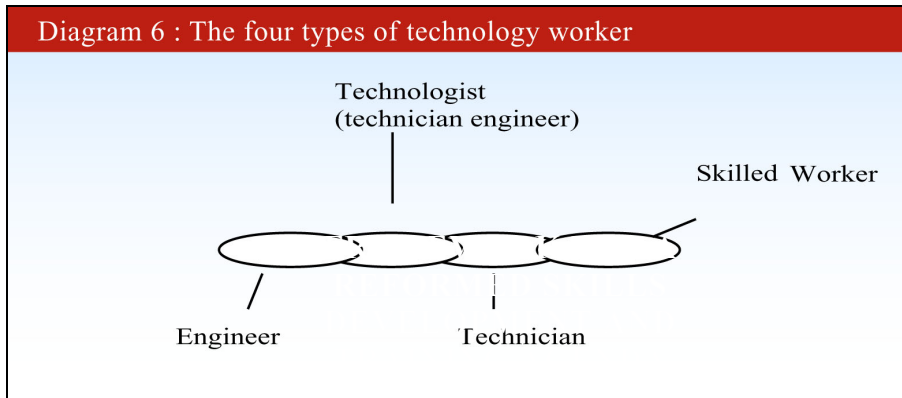 Diagram 6 : The four types of technology worker
Technologist
(technician engineer)
Skilled Worker
Engineer
Technician